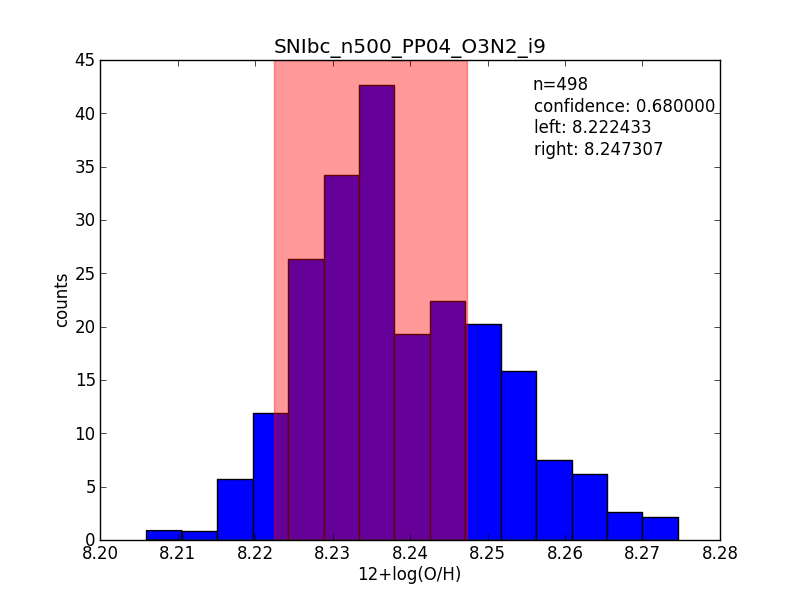 SNIbc_n500_PP04_O3N2_i9
n=498
confidence: 0.680000
left: 8.222433
right: 8.247307
counts
45
40
35
30
25
20
15
10
5
0
8.20 8.21 8.22 8.23 8.24 8.25 8.26 8.27 8.28
12+log(O/H)